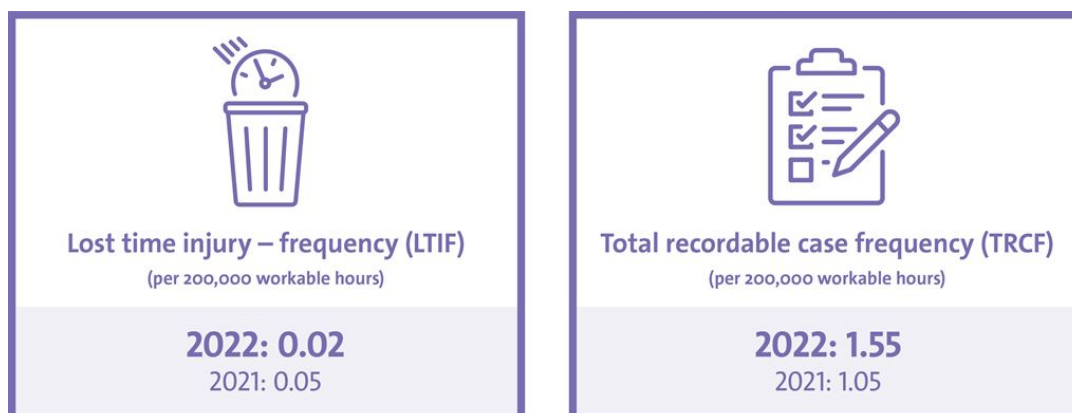 Lost time injury – frequency (LTIF)
(per 200,000 workable hours)
2022: 0.02
2021: 0.05
Total recordable case frequency (TRCF)
(per 200,000 workable hours)
2022: 1.55
2021: 1.05